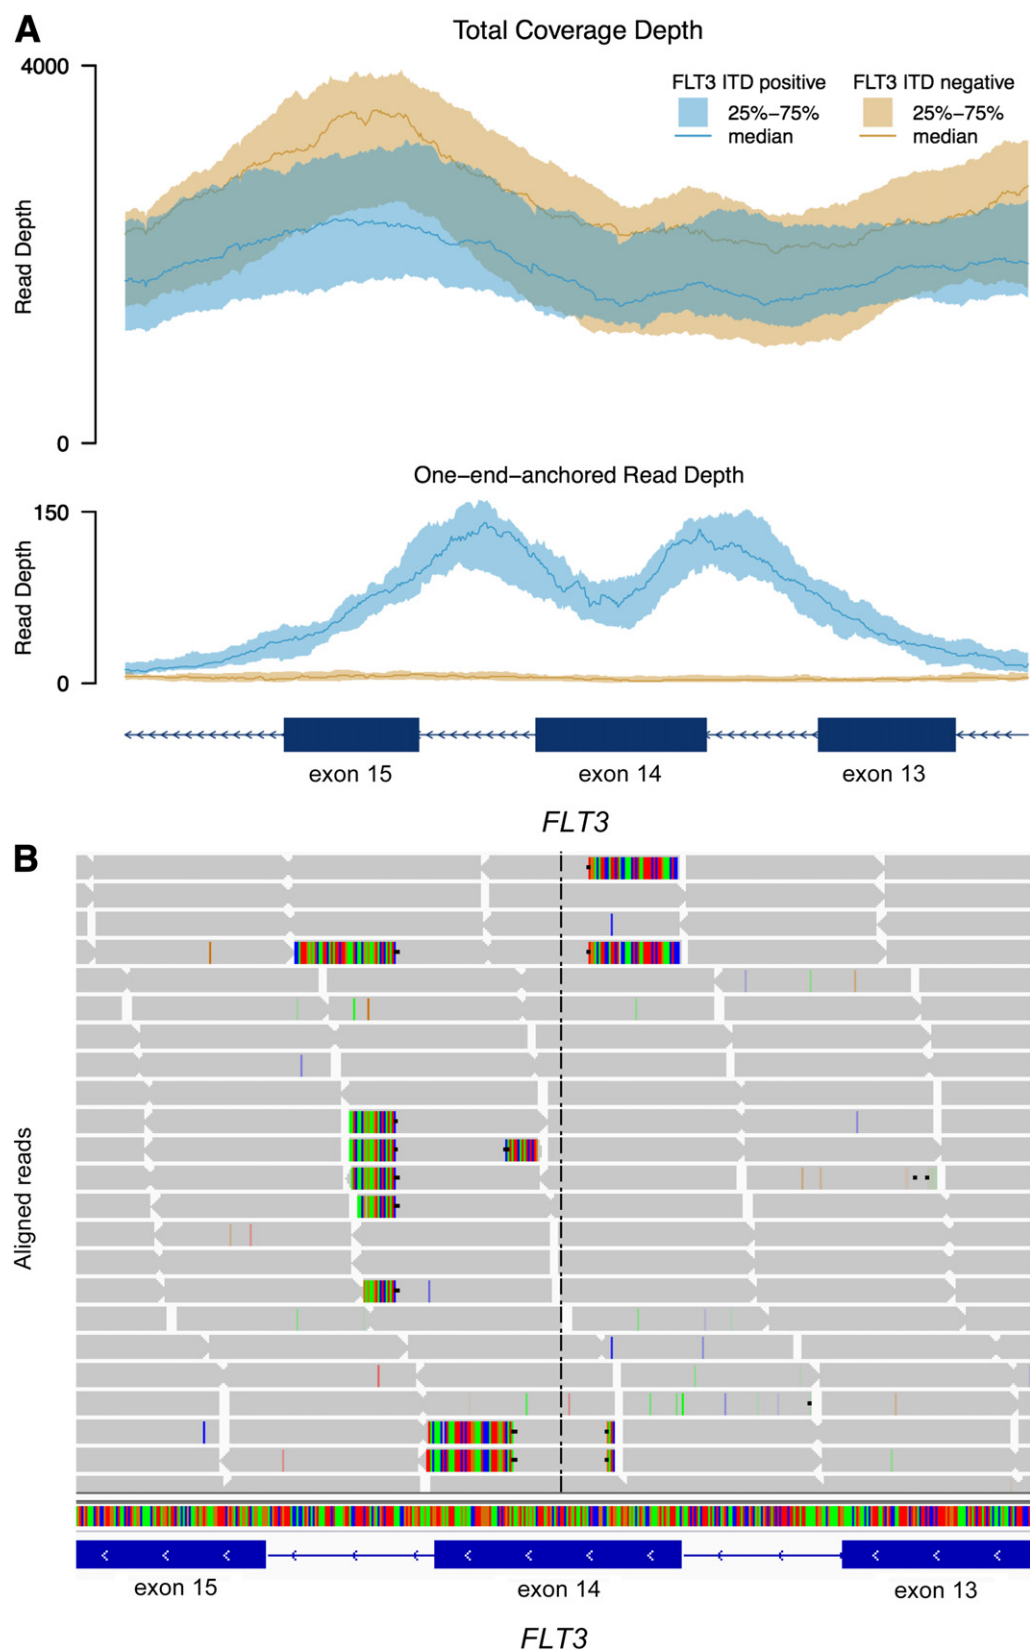 A
Total Coverage Depth
4000
FLT3 ITD positive
FLT3 ITD negative
25%−75%
25%−75%
median
median
Read Depth
0
One−end−anchored Read Depth
150
Read Depth
0
exon 15
exon 14
exon 13
FLT3
B
Aligned reads
exon 15
exon 14
exon 13
FLT3